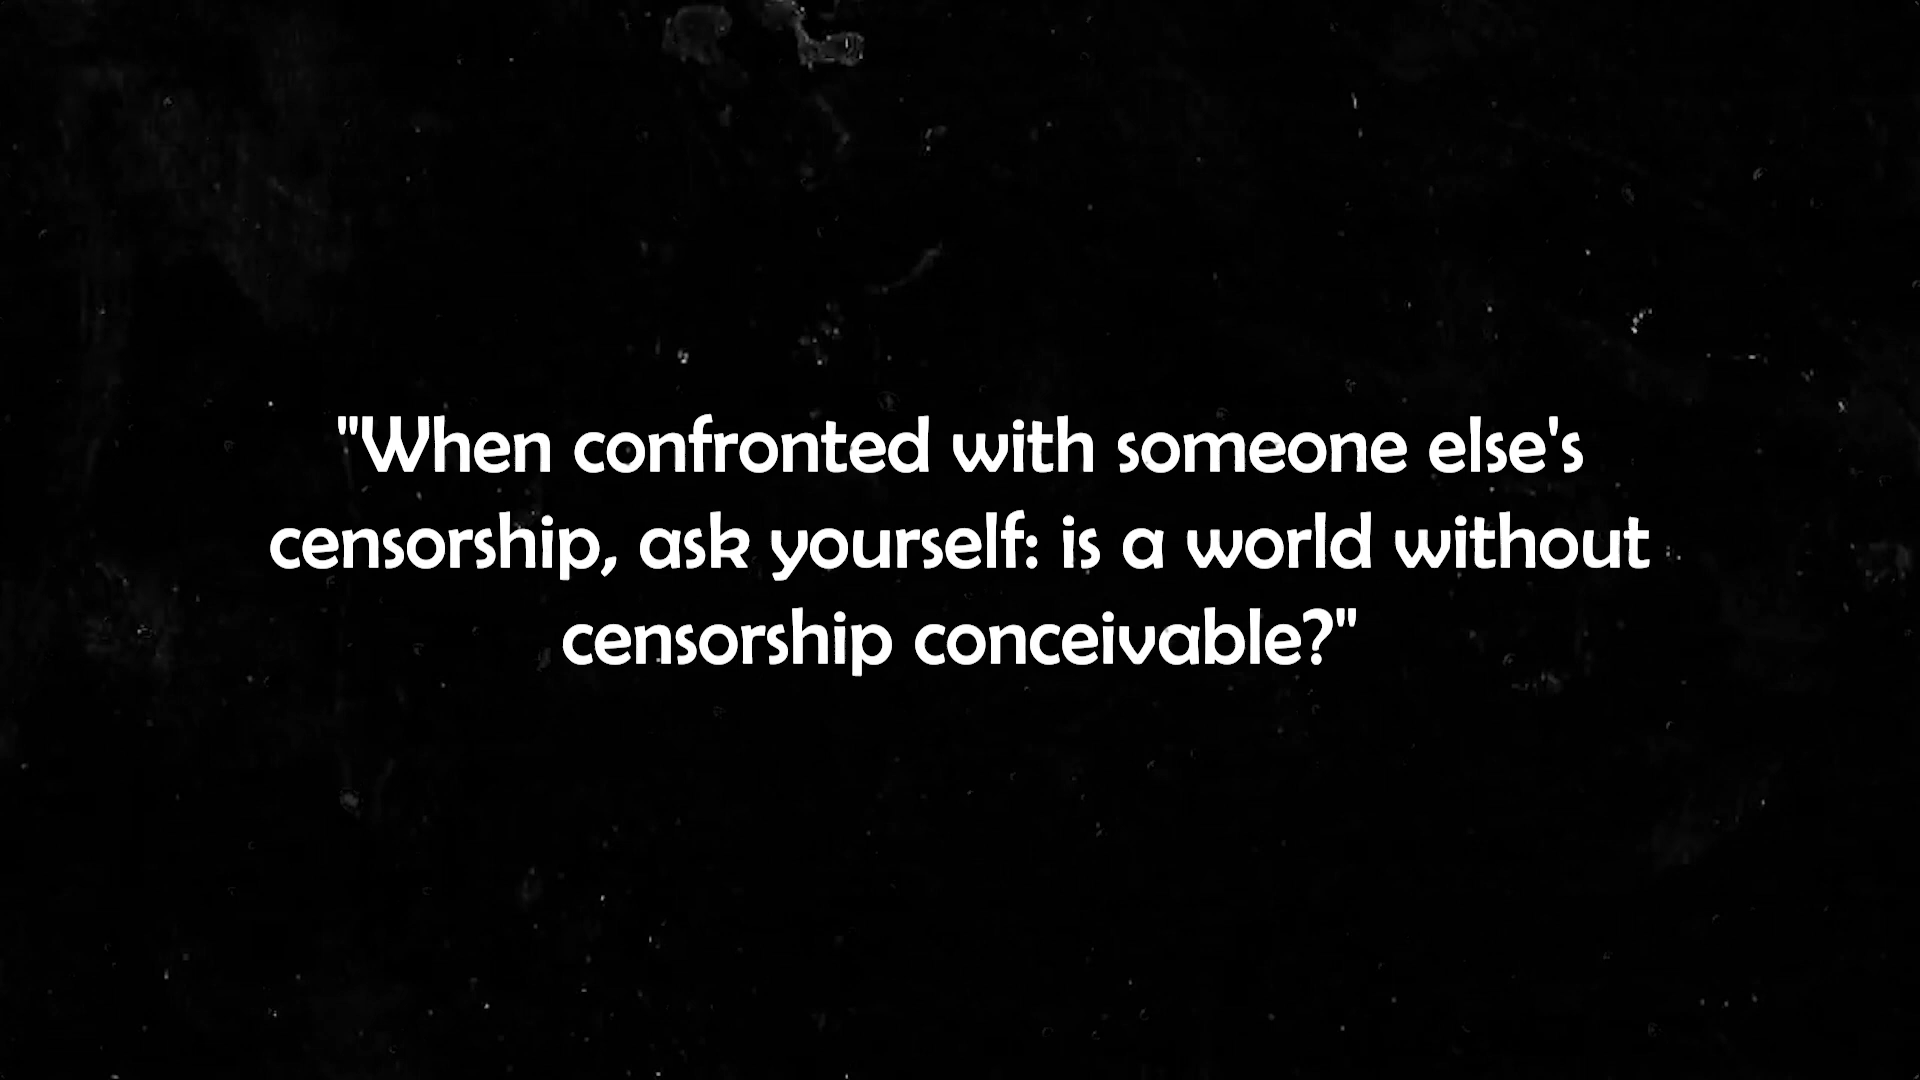 "When confronted with someone else's
censorship, ask yourself: is a world without
censorship conceivable?"